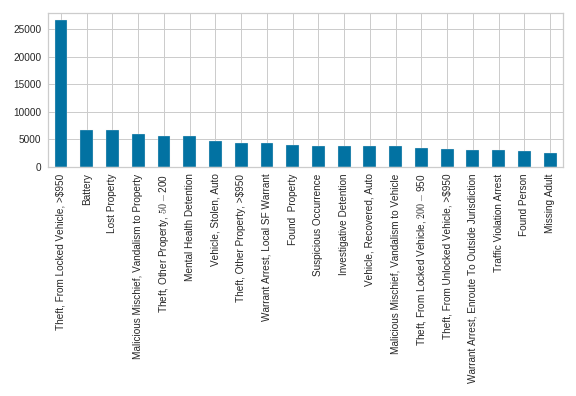 25000
20000
15000
10000
5000
0
Theft, From Locked Vehicle, >$950
Battery
Lost Property
Malicious Mischief, Vandalism to Property
Theft, Other Property, 50 − 200
Mental Health Detention
Vehicle, Stolen, Auto
Theft, Other Property, >$950
Warrant Arrest, Local SF Warrant
Found  Property
Suspicious Occurrence
Investigative Detention
Vehicle, Recovered, Auto
Malicious Mischief, Vandalism to Vehicle
Theft, From Locked Vehicle, 200 − 950
Theft, From Unlocked Vehicle, >$950
Warrant Arrest, Enroute To Outside Jurisdiction
Traffic Violation Arrest
Found Person
Missing Adult